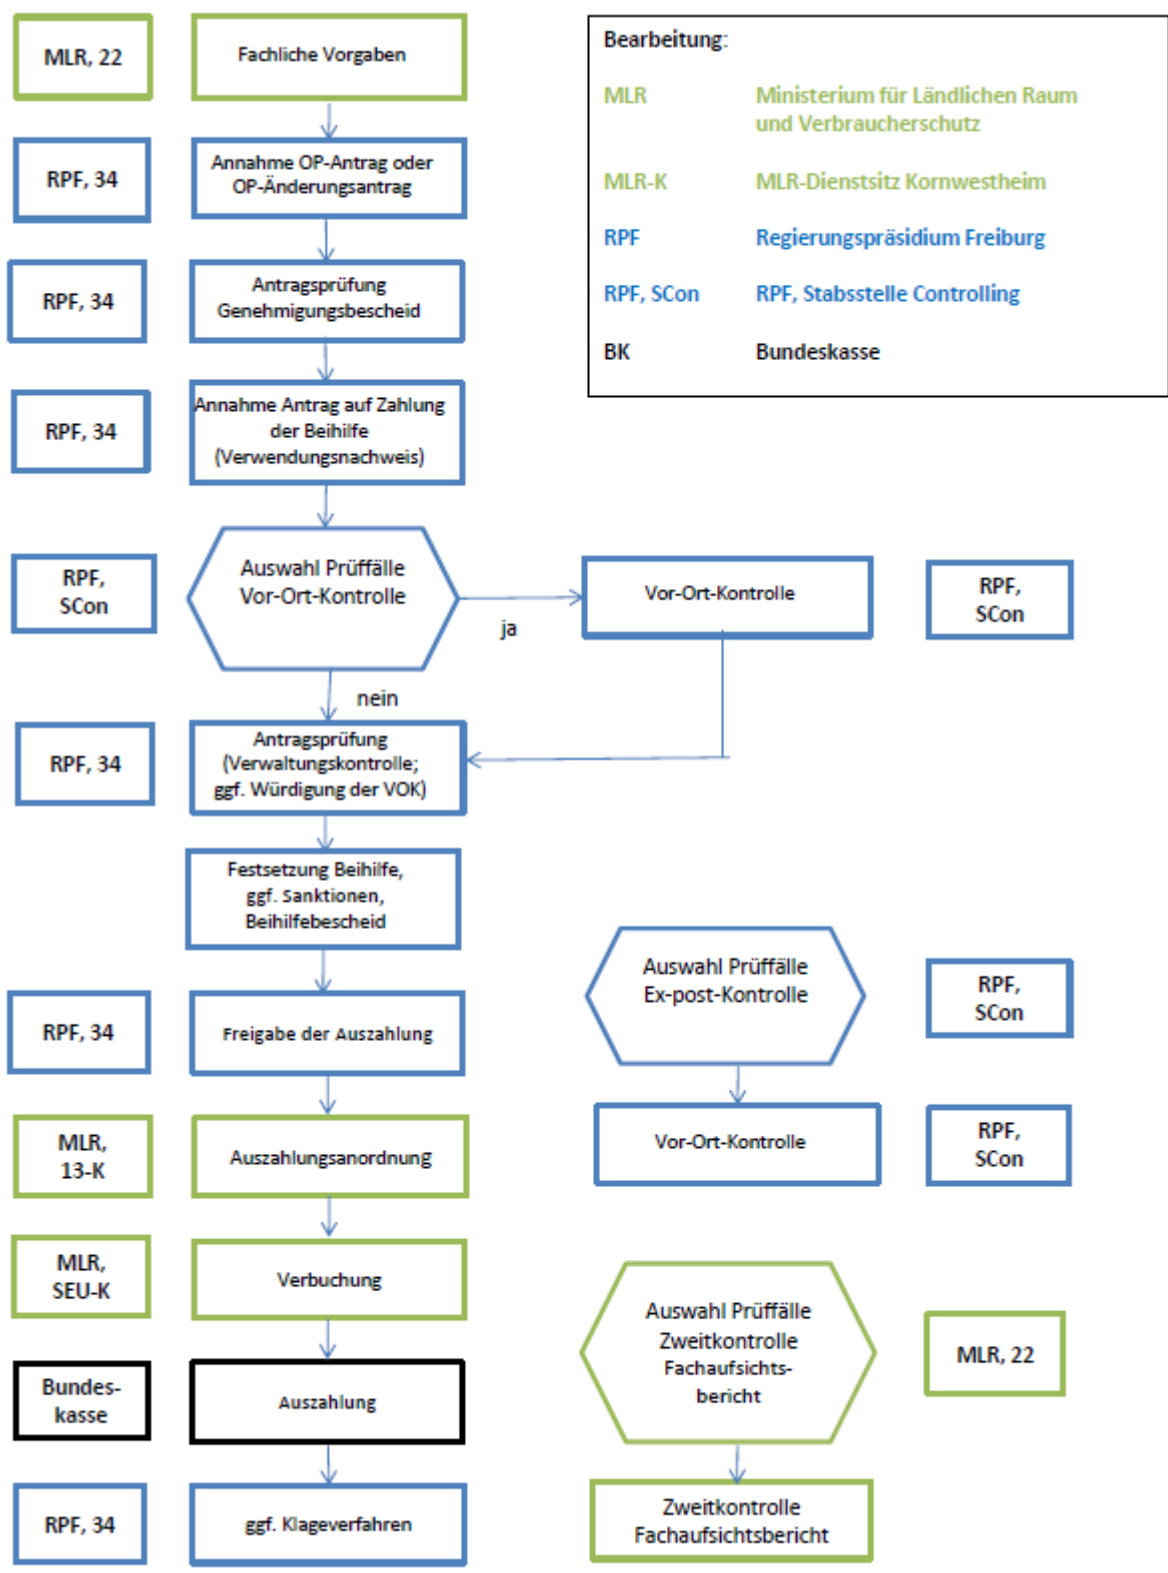 MLR, 22
Fachliche Vorgaben
Bearbeitung:
MLR Ministerium für Ländlichen Raum
und Verbraucherschutz
MLR-K MLR-Dienstsitz Kornwestheim
RPF Regierungspräsidium Freiburg
RPF, SCon RPF, Stabsstelle Controlling
BK Bundeskasse
RPF, 34
Annahme OP-Antrag oder
OP-Änderungsantrag
RPF, 34
Antragsprüfung
Genehmigungsbescheid
RPF, 34
Annahme Antrag auf Zahlung
der Beihilfe
(Verwendungsnachweis)
RPF,
SCon
Auswahl Prüffälle
Vor-Ort-Kontrolle
ja
Vor-Ort-Kontrolle
RPF,
SCon
nein
RPF, 34
Antragsprüfung
(Verwaltungskontrolle;
ggf. Würdigung der VOK)
Festsetzung Beihilfe,
ggf. Sanktionen,
Beihilfebescheid
RPF, 34
Freigabe der Auszahlung
Auswahl Prüffälle
Ex-post-Kontrolle
RPF,
SCon
MLR,
13-K
Auszahlungsanordnung
Vor-Ort-Kontrolle
RPF,
SCon
MLR,
SEU-K
Verbuchung
Auswahl Prüffälle
Zweitkontrolle
Fachaufsichts-
bericht
MLR, 22
Bundes-
kasse
Auszahlung
RPF, 34
ggf. Klageverfahren
Zweitkontrolle
Fachaufsichtsbericht